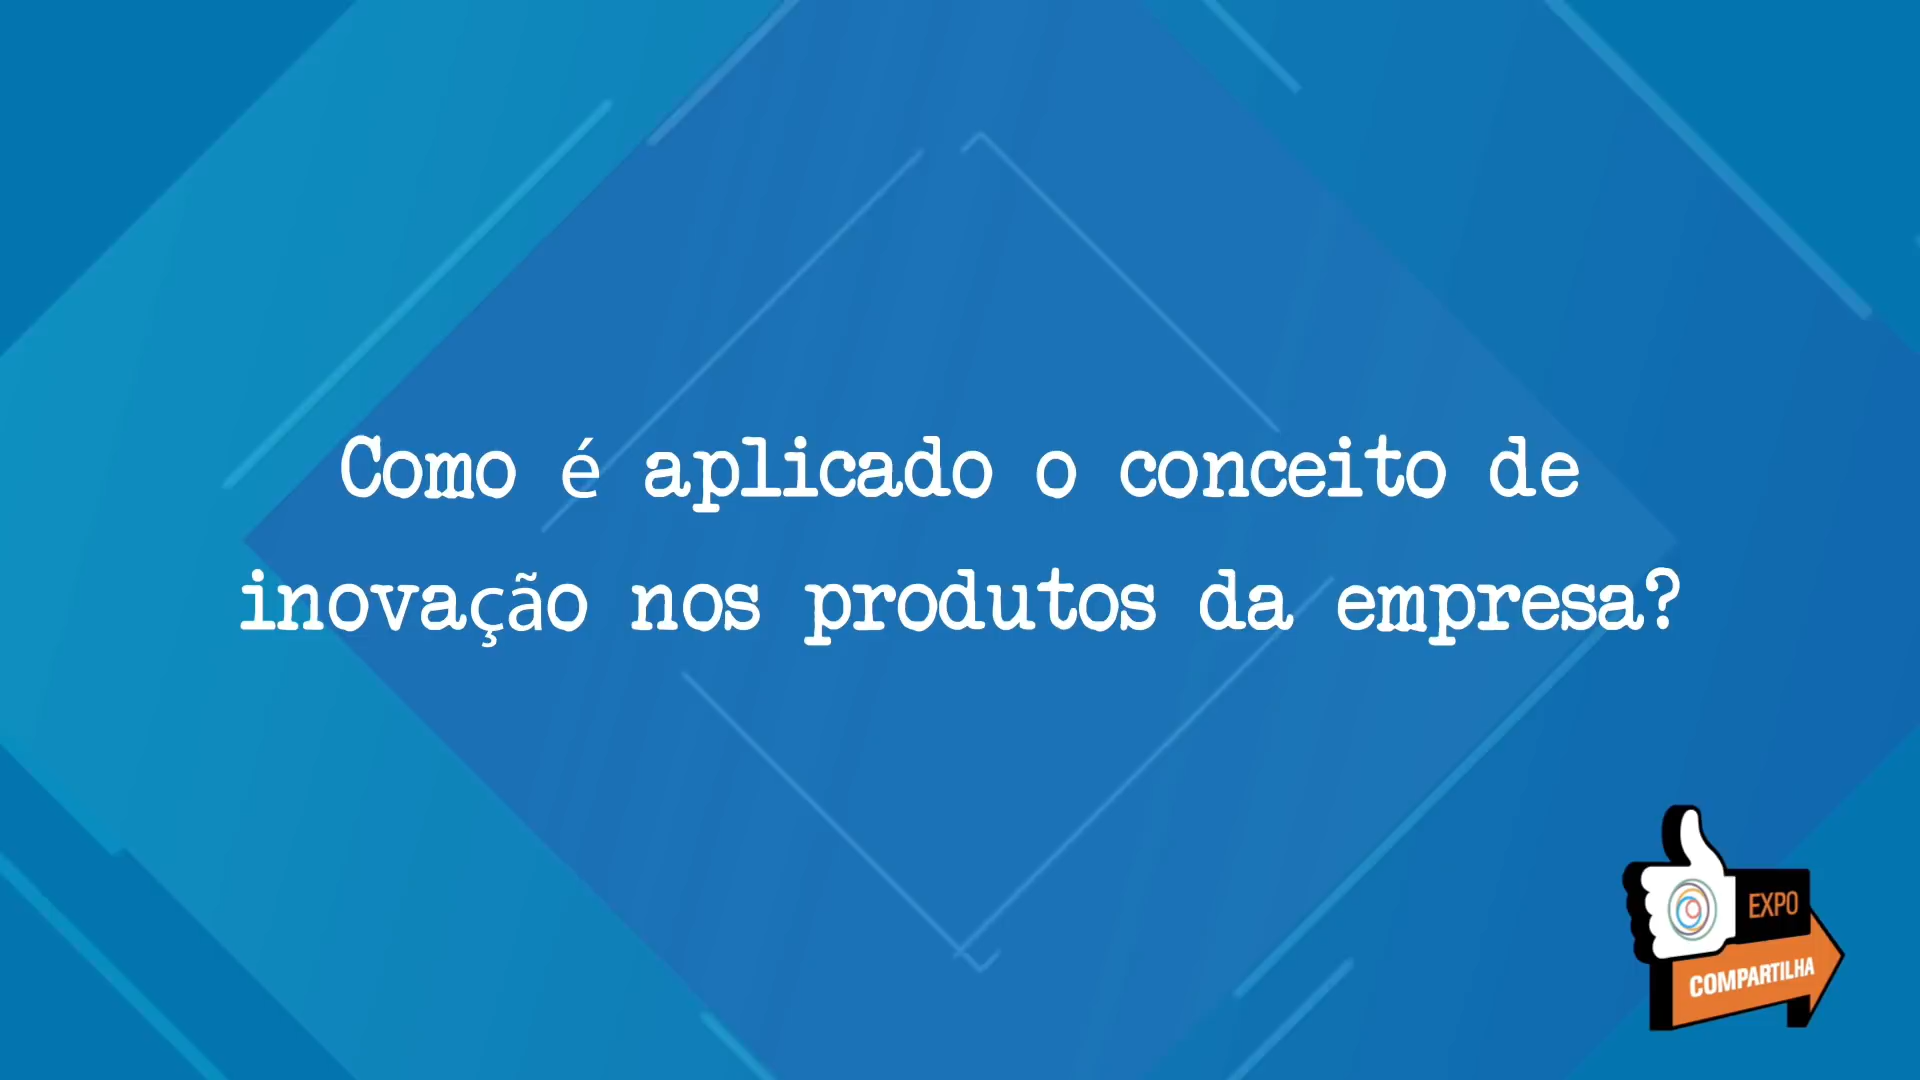 Como é aplicado o conceito de
inovação nos produtos da empresa?
EXPO
COMPARTILHA